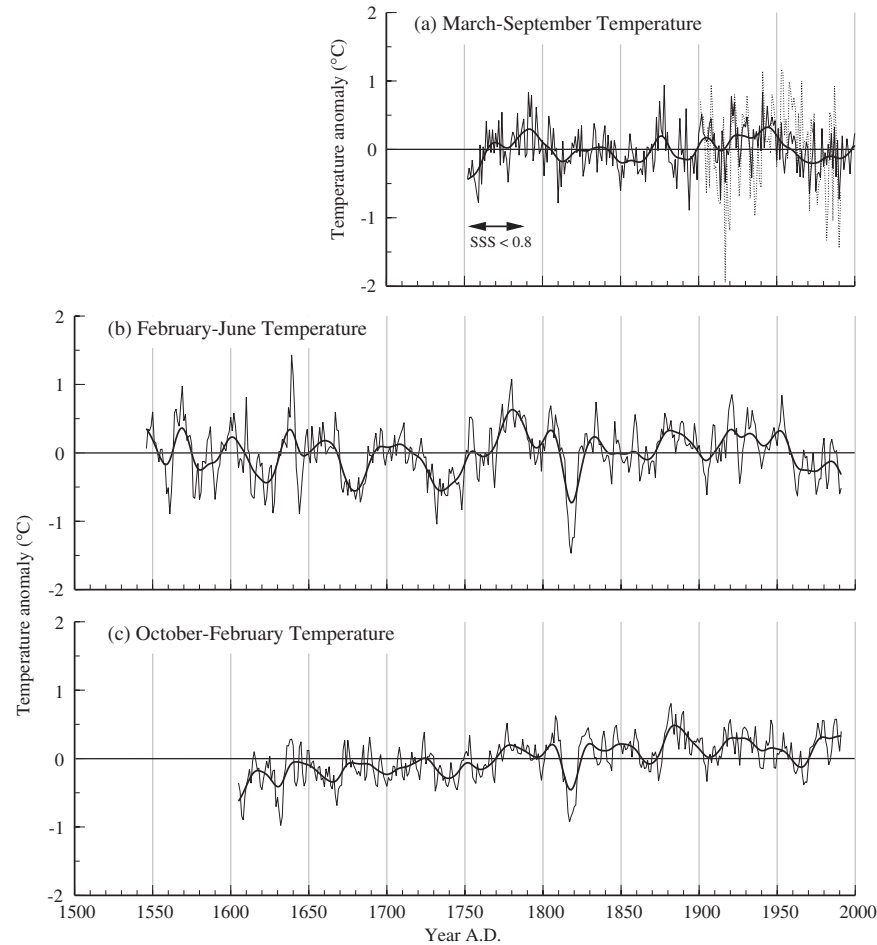 (a) March-September Temperature
Temperature anomaly (°C)
2
1
0
-1
-2
SSS < 0.8
(b) February-June Temperature
2
1
0
-1
-2
Temperature anomaly (°C)
(c) October-February Temperature
2
1
0
-1
-2
1500 1550 1600 1650 1700 1750 1800 1850 1900 1950 2000
Year A.D.